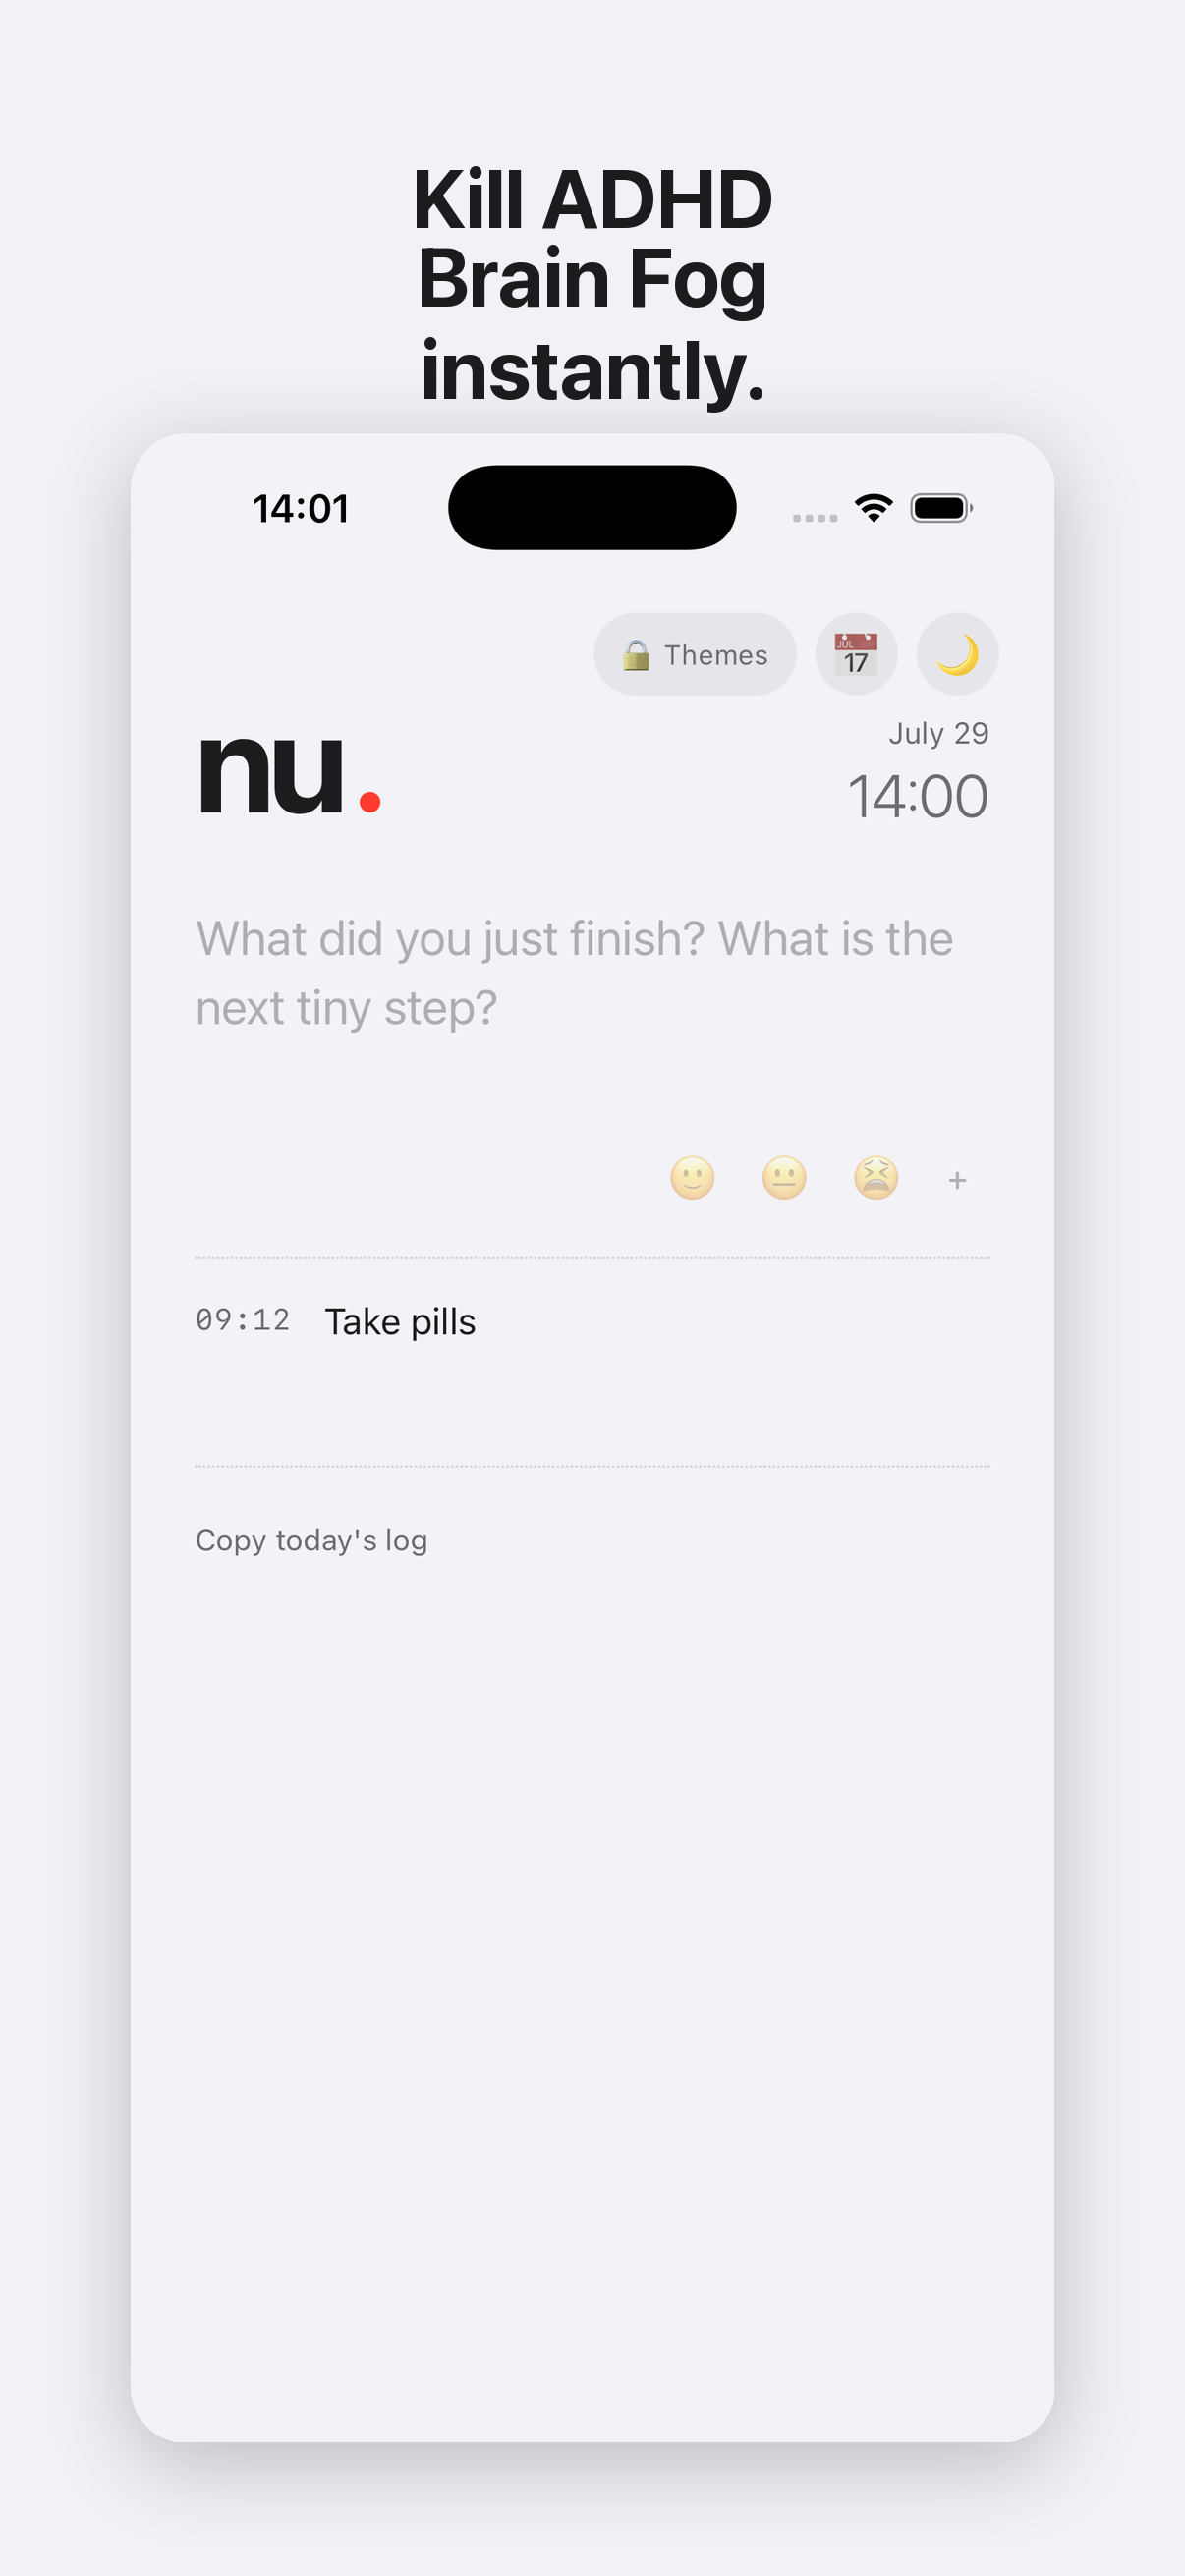 Kill ADHD
Brain Fog
instantly.
14:01
🔒 Themes
JUL
17
nu.
July 29
14:00
What did you just finish? What is the
next tiny step?
+
09:12 Take pills
Copy today's log